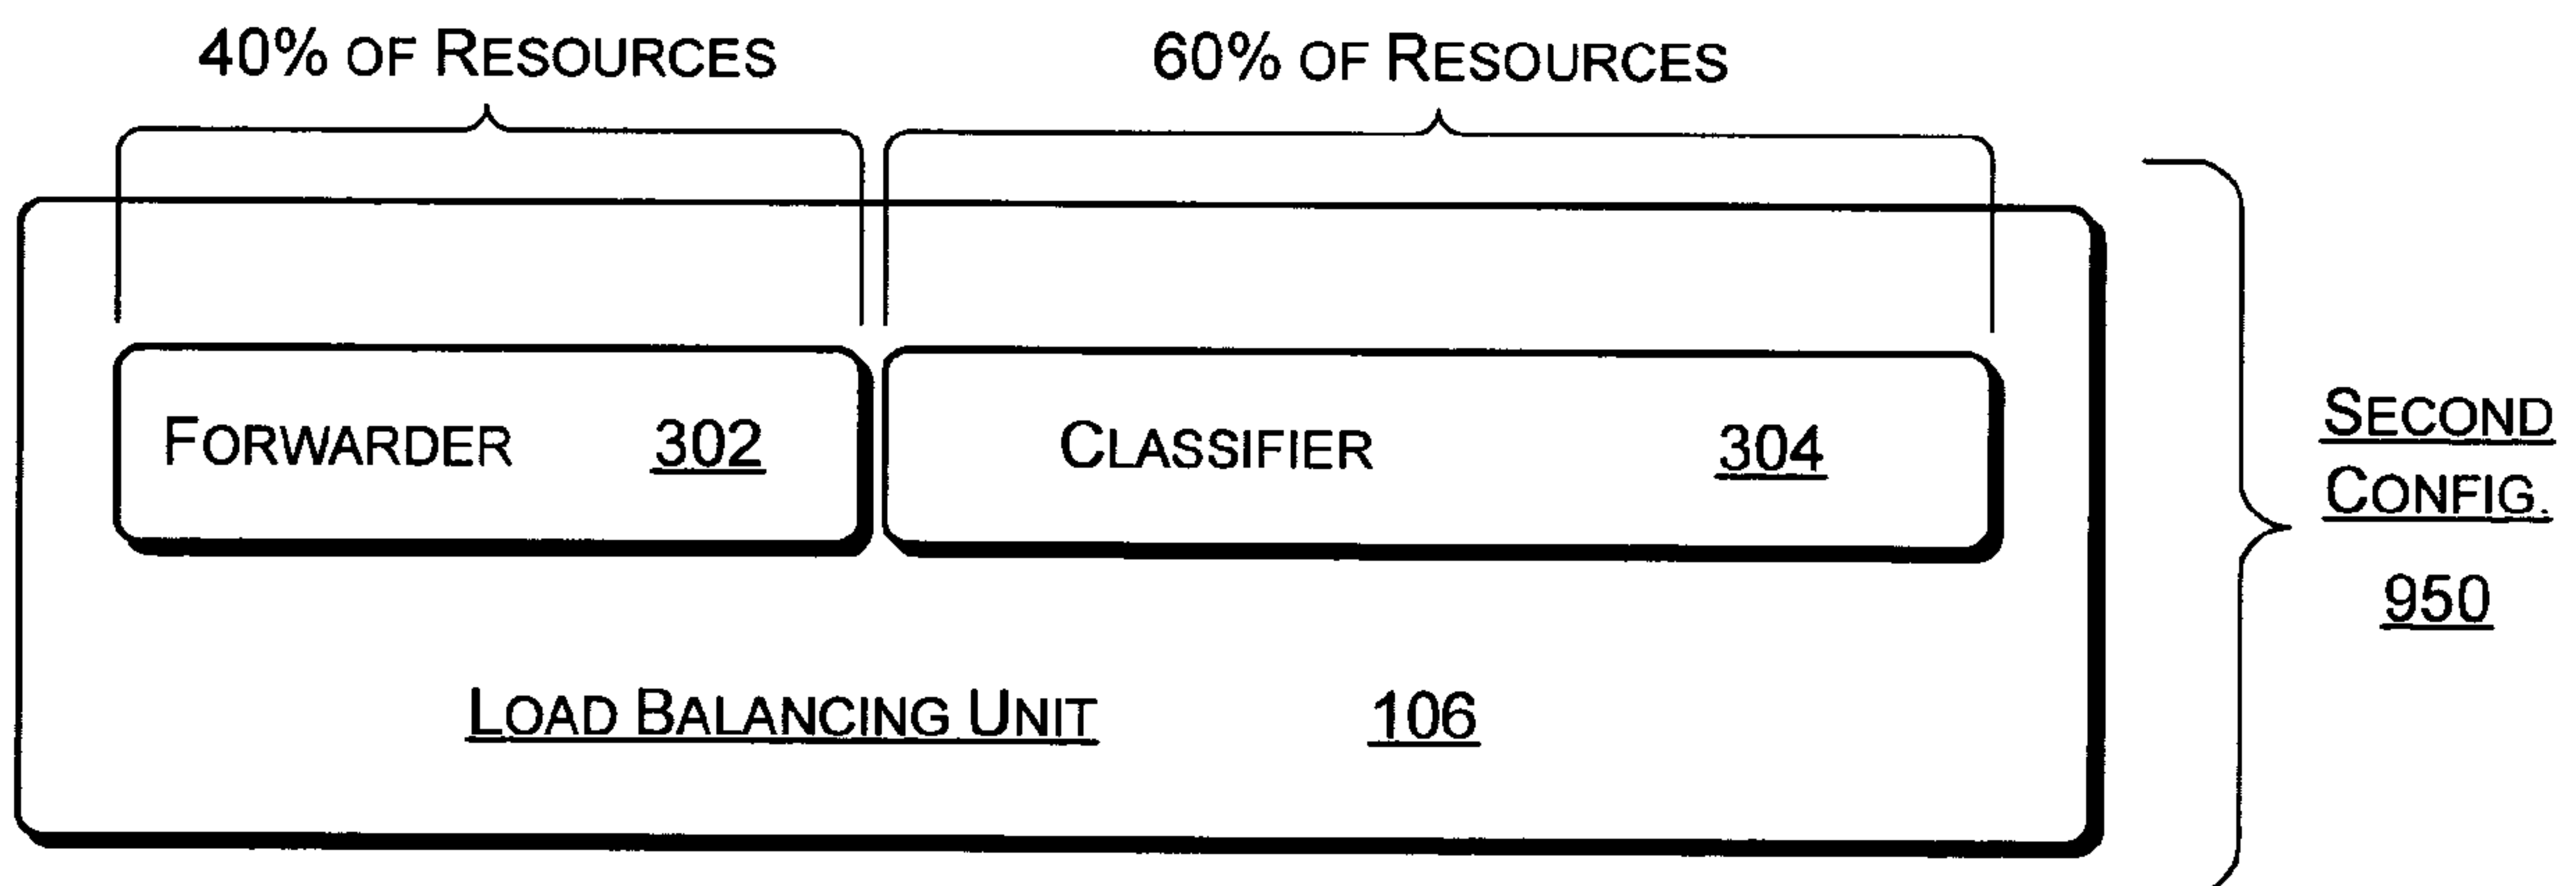 40% OF RESOURCES 60% OF RESOURCES
FORWARDER 302 CLASSIFIER 304
SECOND
CONFIG.
950
LOAD BALANCING UNIT 106